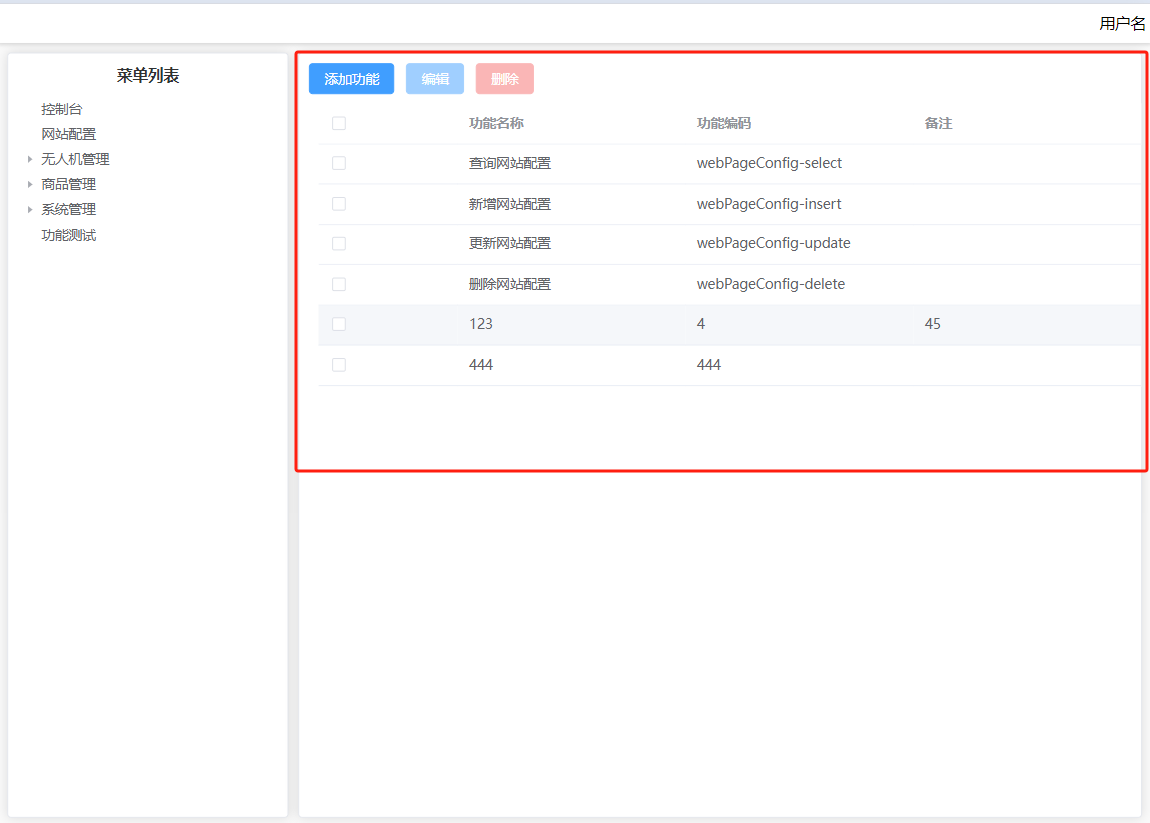 用户名
菜单列表
控制台
网站配置
无人机管理
商品管理
系统管理
功能测试
添加功能 编辑 删除
功能名称 功能编码 备注
查询网站配置 webPageConfig-select
新增网站配置 webPageConfig-insert
更新网站配置 webPageConfig-update
删除网站配置 webPageConfig-delete
123 4 45
444 444